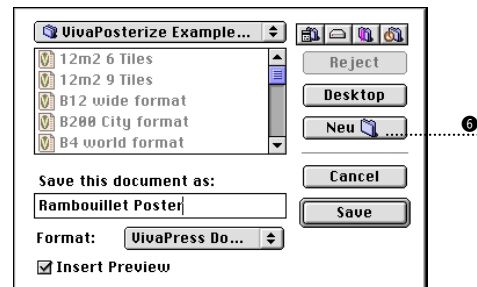 VivaPosterize Example...
12m2 6 Tiles
12m2 9 Tiles
B12 wide format
B200 City format
B4 world format
Reject
Desktop
Neu ...
6
Save this document as:
Rambouillet Poster
Cancel
Save
Format: VivaPress Do...
Insert Preview